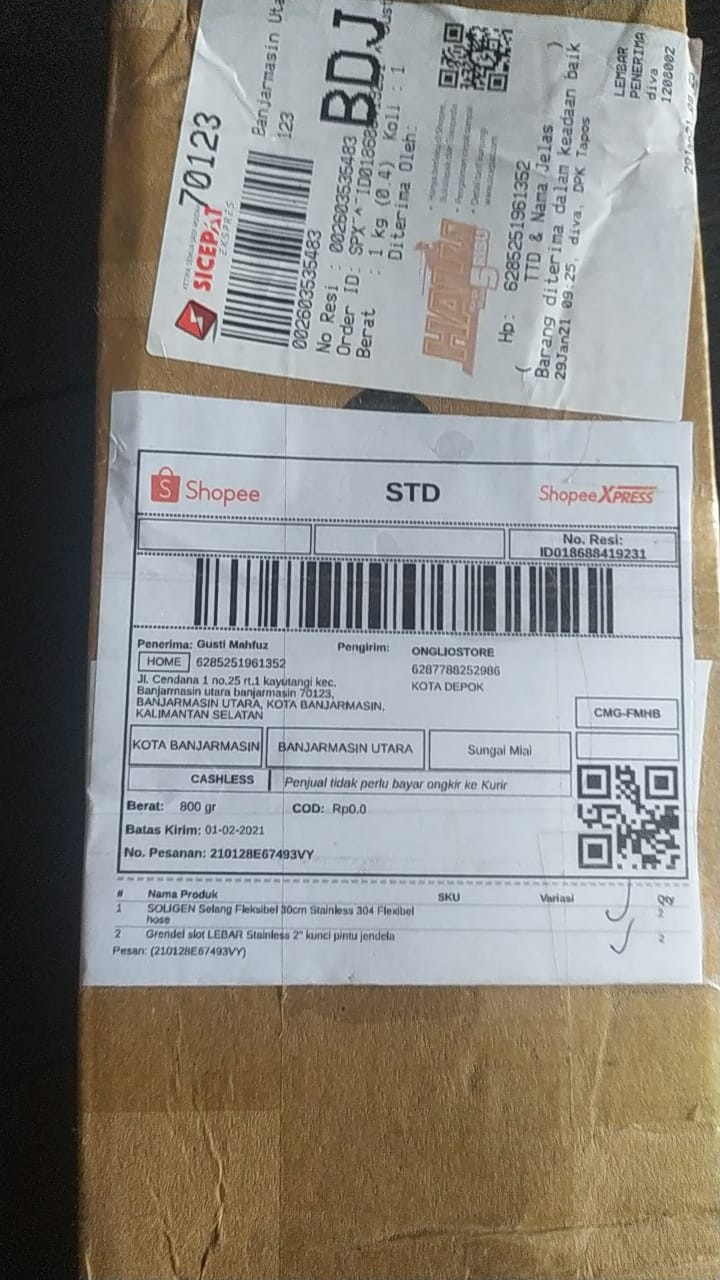 SICEPAT
EKSPRES
70123
Banjarmasin Uta
123
BDJ
002603535483
No Resi : 002603535483
Order ID: SPX
Berat : 1 kg (0.4) Koli : 1
Diterima Oleh:
HALU
Hp: 6285251961352
( )
TTD & Nama Jelas
Barang diterima dalam keadaan baik
29Jan21 09:25, diva, DPK Tapos
LEMBAR
PENERIMA
diva
1208002
Shopee
STD
Shopee XPRESS
No. Resi:
ID018688419231
Penerima: Gusti Mahfuz
HOME 6285251961352
Jl. Cendana 1 no.25 rt.1 kayutangi kec.
Banjarmasin utara banjarmasin 70123,
BANJARMASIN UTARA, KOTA BANJARMASIN,
KALIMANTAN SELATAN
Pengirim: ONGLIOSTORE
6287788252986
KOTA DEPOK
CMG-FMHB
KOTA BANJARMASIN BANJARMASIN UTARA Sungai Miai
CASHLESS Penjual tidak perlu bayar ongkir ke Kurir
Berat: 800 gr COD: Rp0.0
Batas Kirim: 01-02-2021
No. Pesanan: 210128E67493VY
# Nama Produk SKU Variasi Qty
1 SOLIGEN Selang Fleksibel 30cm Stainless 304 Flexibel
hose 2
2 Grendel slot LEBAR Stainless 2" kunci pintu jendela 2
Pesan: (210128E67493VY)